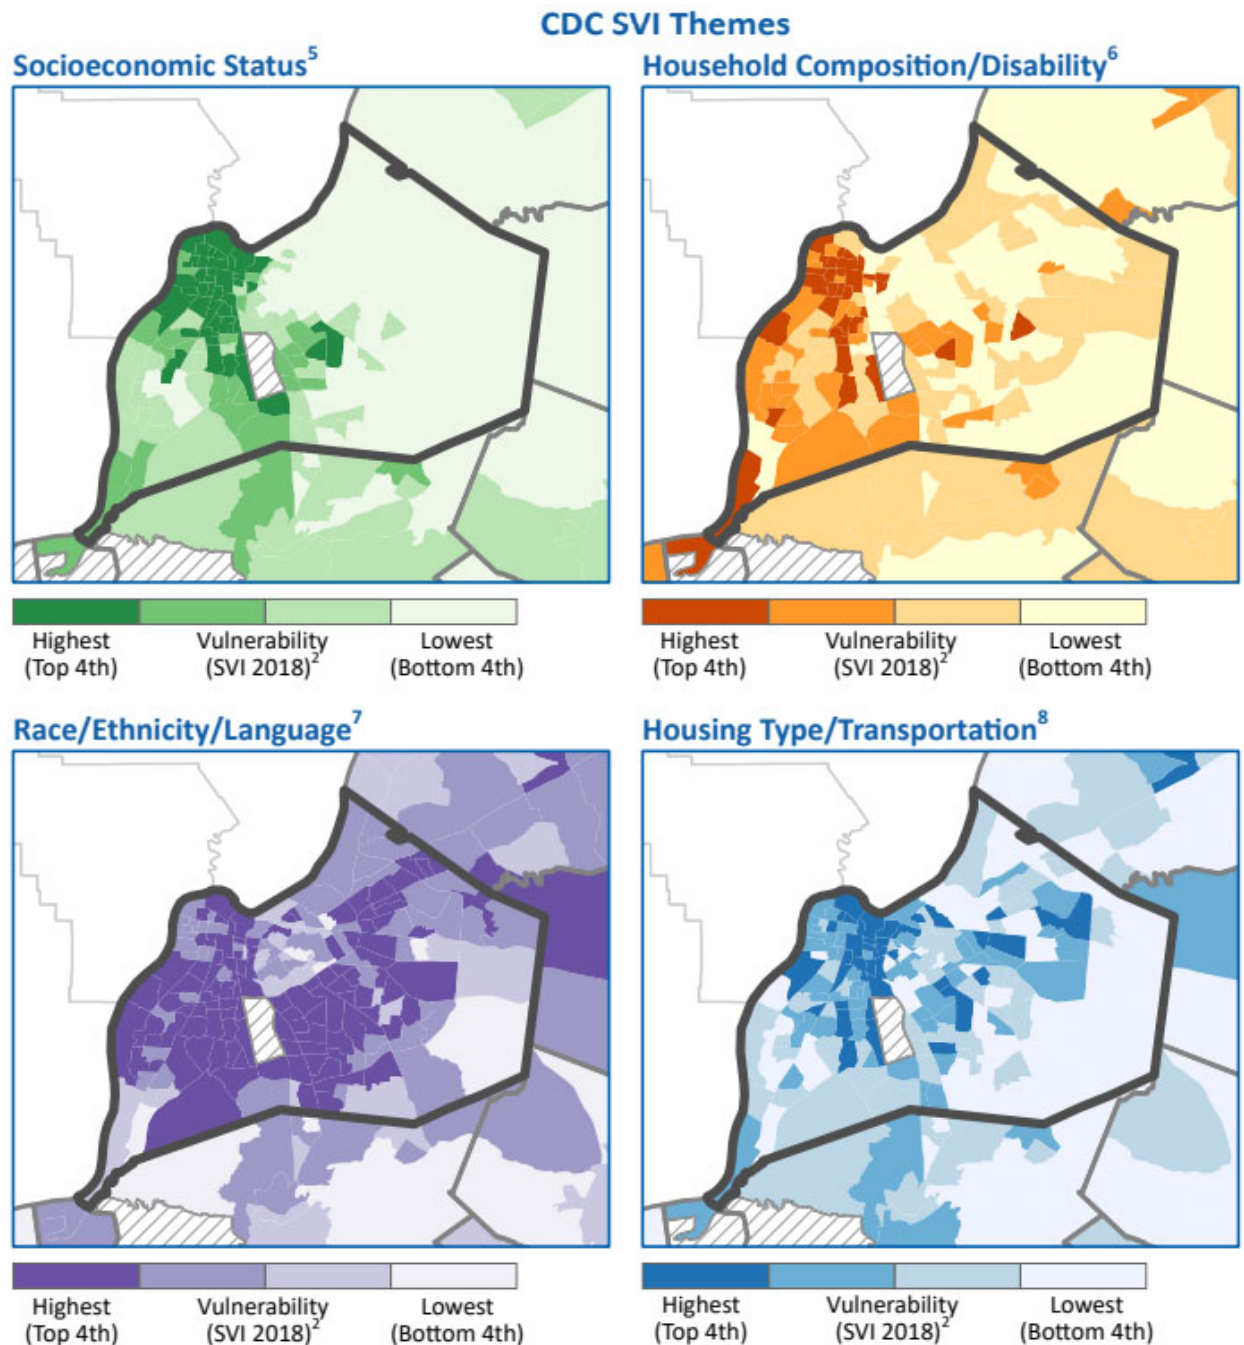 CDC SVI Themes
Socioeconomic Status⁵
Household Composition/Disability⁶
Highest
(Top 4th)
Vulnerability
(SVI 2018)²
Lowest
(Bottom 4th)
Highest
(Top 4th)
Vulnerability
(SVI 2018)²
Lowest
(Bottom 4th)
Race/Ethnicity/Language⁷
Housing Type/Transportation⁸
Highest
(Top 4th)
Vulnerability
(SVI 2018)²
Lowest
(Bottom 4th)
Highest
(Top 4th)
Vulnerability
(SVI 2018)²
Lowest
(Bottom 4th)